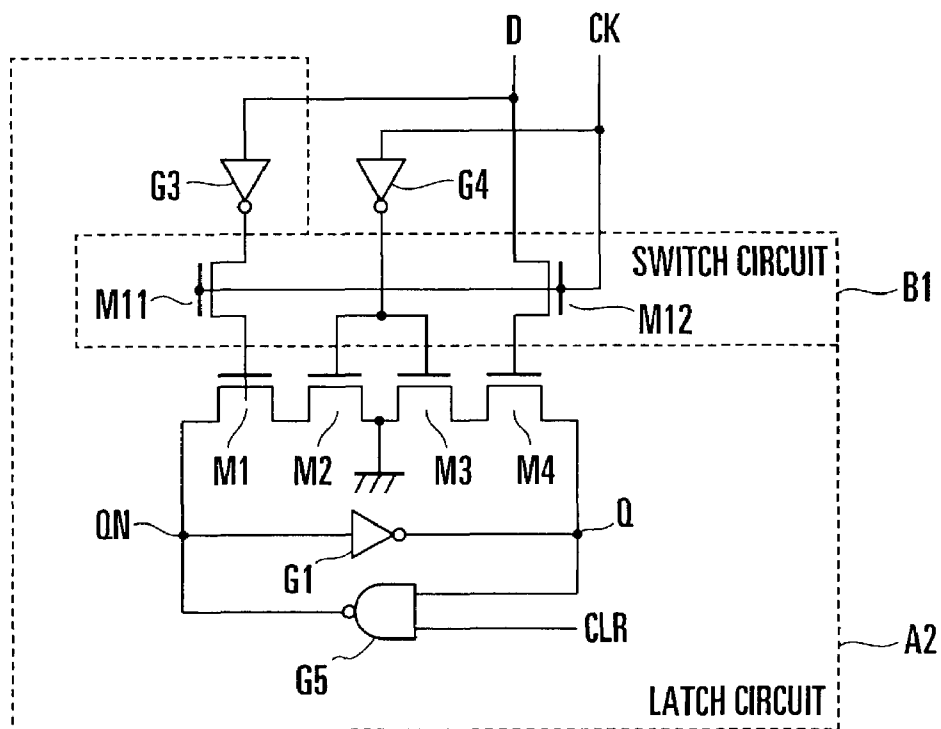 D CK
G3 G4
SWITCH CIRCUIT
B1
M11 M12
M1 M2 M3 M4
QN Q
G1
CLR
G5
A2
LATCH CIRCUIT